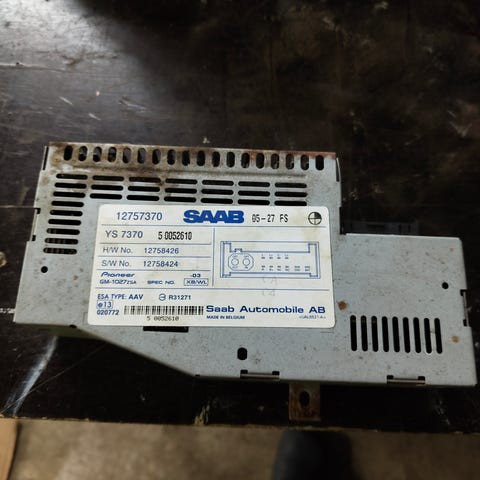 12757370 SAAB 05-27 FS
YS 7370 5 0052610
H/W No. 12758426
S/W No. 12758424
Pioneer -03
GM-1027ZSA SPEC NO. XB/WL
ESA TYPE: AAV R31271
e13
020772
5 0052610
Saab Automobile AB
MADE IN BELGIUM